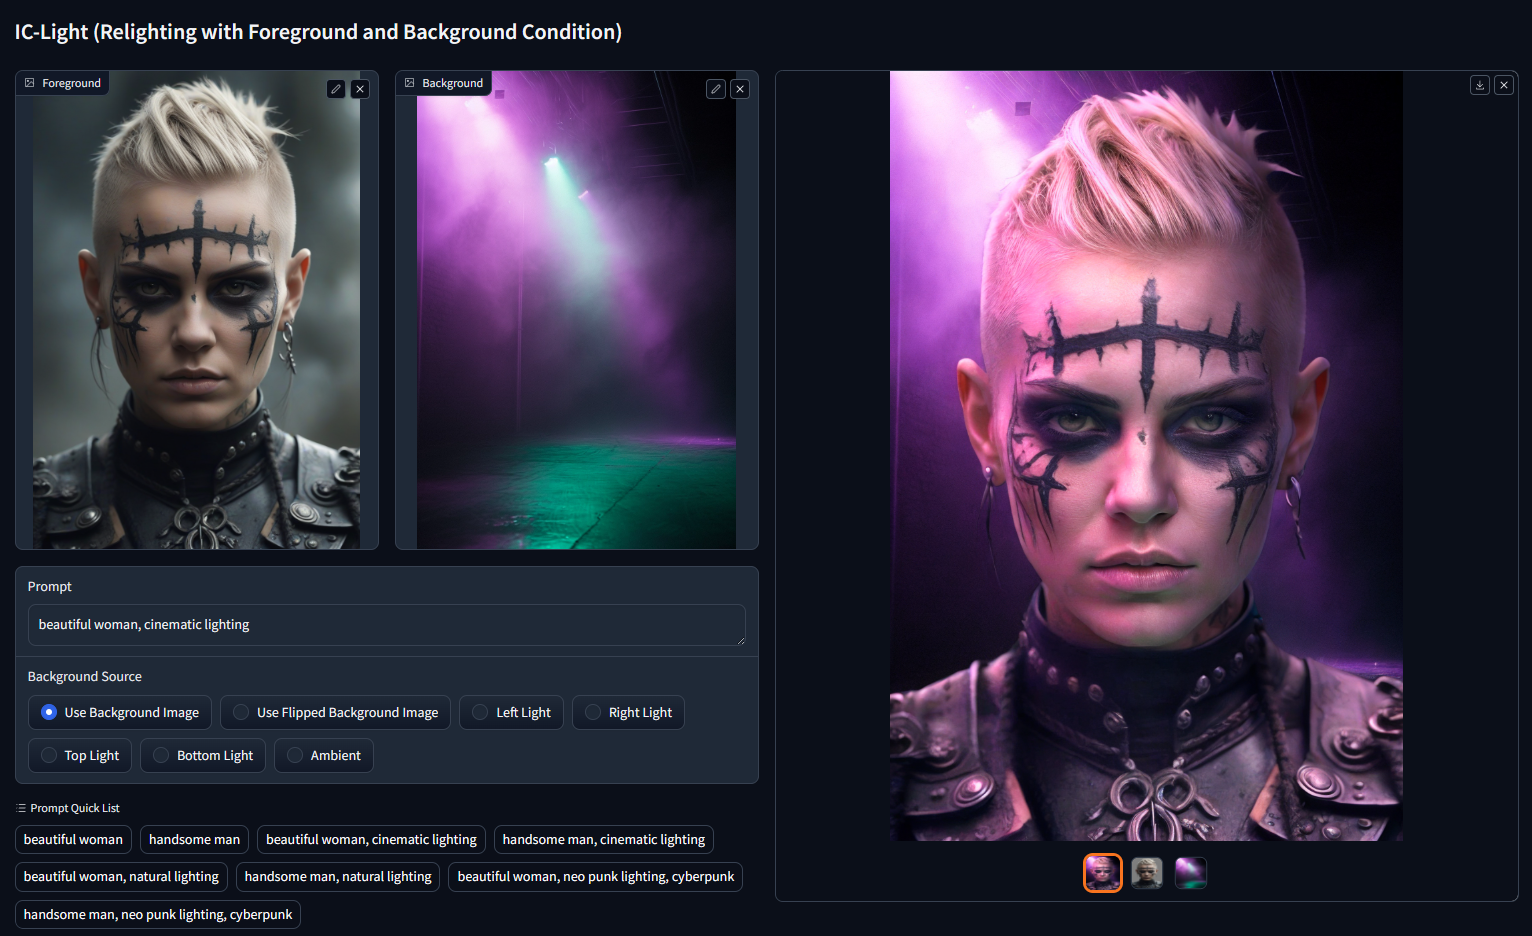 IC-Light (Relighting with Foreground and Background Condition)
Foreground
Background
Prompt
beautiful woman, cinematic lighting
Background Source
Use Background Image
Use Flipped Background Image
Left Light
Right Light
Top Light
Bottom Light
Ambient
Prompt Quick List
beautiful woman
handsome man
beautiful woman, cinematic lighting
handsome man, cinematic lighting
beautiful woman, natural lighting
handsome man, natural lighting
beautiful woman, neo punk lighting, cyberpunk
handsome man, neo punk lighting, cyberpunk